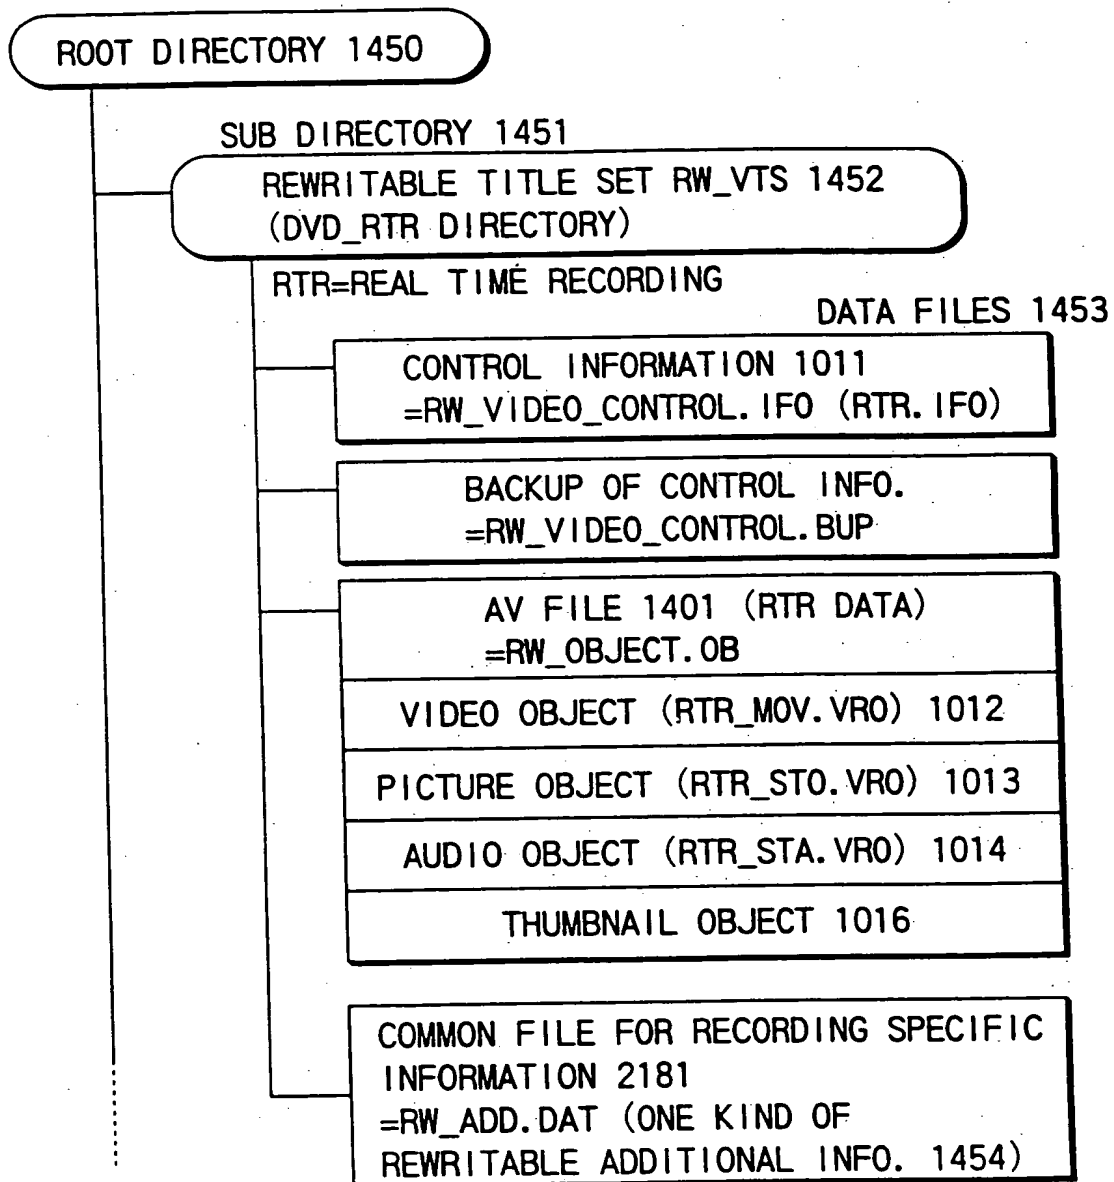 ROOT DIRECTORY 1450
SUB DIRECTORY 1451
REWRITABLE TITLE SET RW_VTS 1452
(DVD_RTR DIRECTORY)
RTR=REAL TIME RECORDING
DATA FILES 1453
CONTROL INFORMATION 1011
=RW_VIDEO_CONTROL.IFO (RTR.IFO)
BACKUP OF CONTROL INFO.
=RW_VIDEO_CONTROL.BUP
AV FILE 1401 (RTR DATA)
=RW_OBJECT.OB
VIDEO OBJECT (RTR_MOV.VRO) 1012
PICTURE OBJECT (RTR_STO.VRO) 1013
AUDIO OBJECT (RTR_STA.VRO) 1014
THUMBNAIL OBJECT 1016
COMMON FILE FOR RECORDING SPECIFIC
INFORMATION 2181
=RW_ADD.DAT (ONE KIND OF
REWRITABLE ADDITIONAL INFO. 1454)